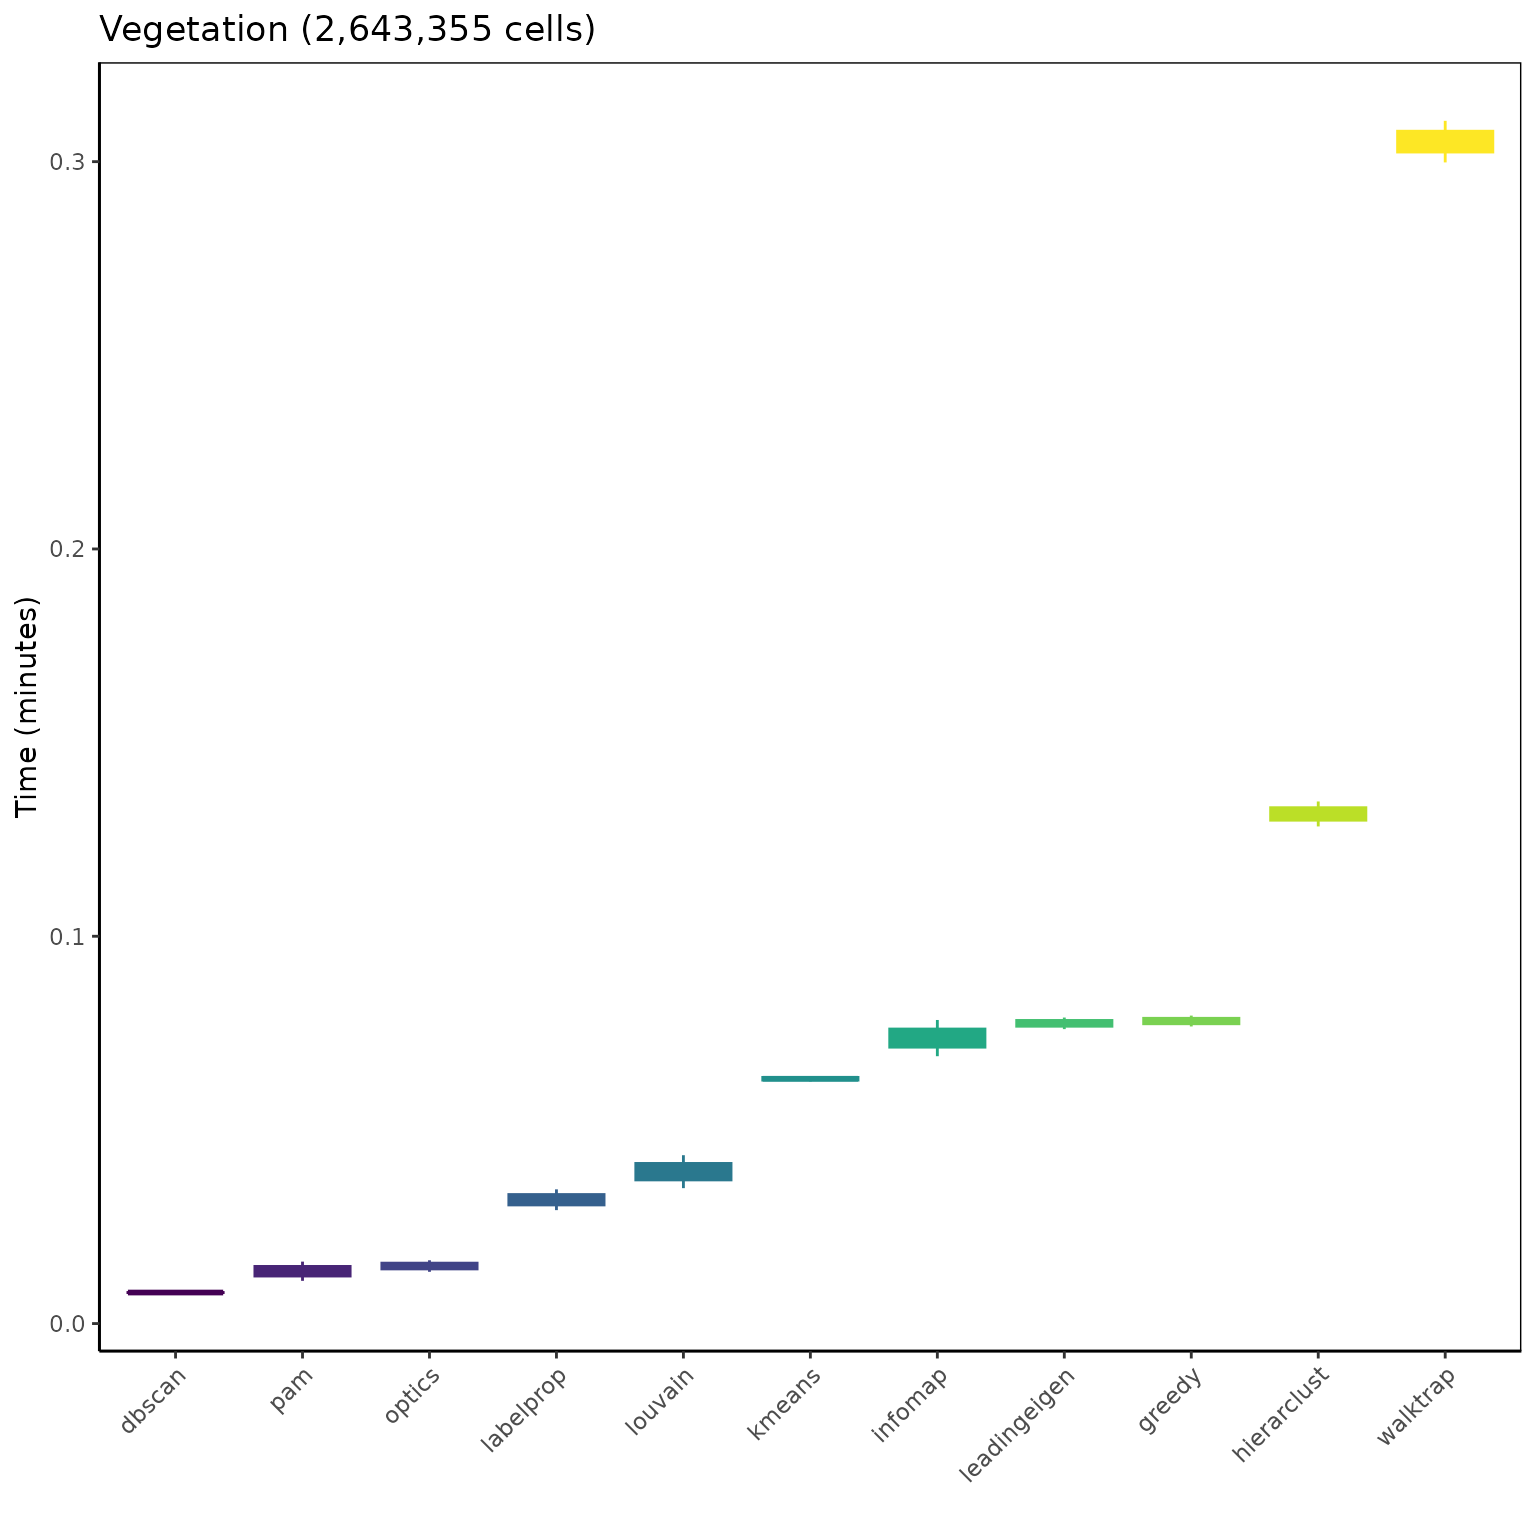 Vegetation (2,643,355 cells)
Time (minutes)
0.3
0.2
0.1
0.0
dbscan
pam
optics
labelprop
louvain
kmeans
infomap
leadingeigen
greedy
hierarclust
walktrap